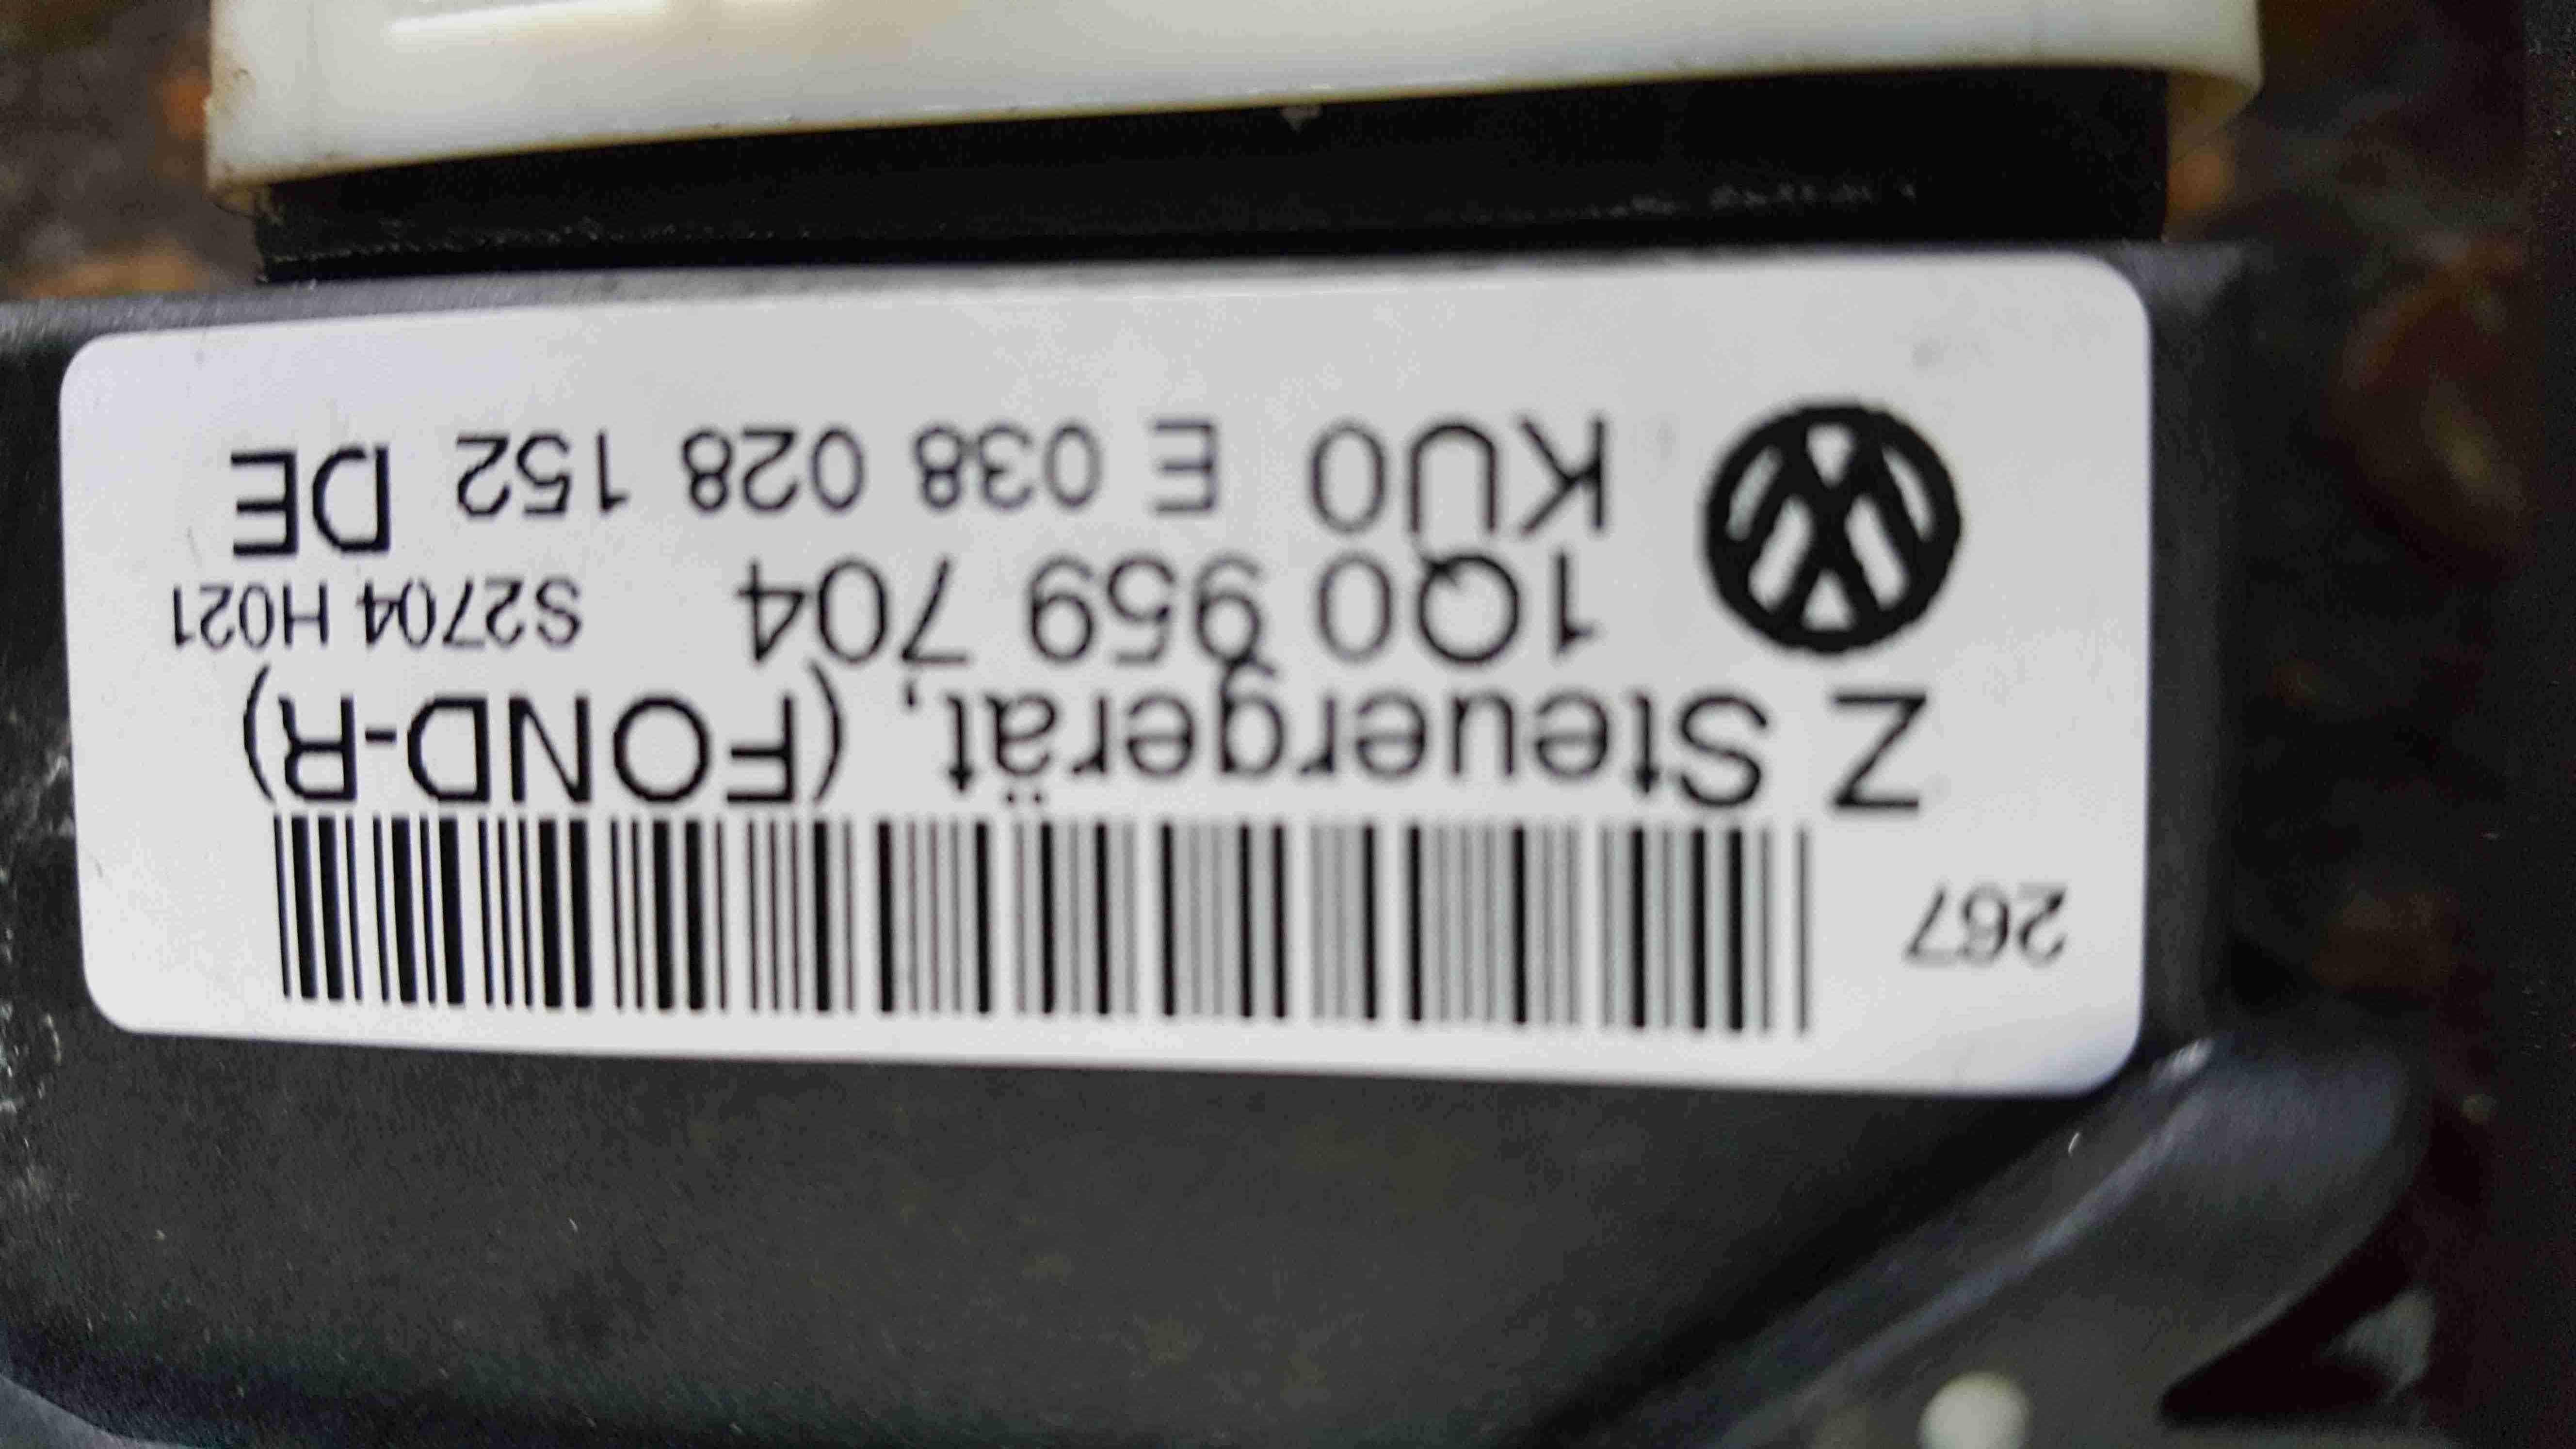 267
Z Steuergerät, (FOND-R)
1Q0 959 704 S2704 H021
KU0 E 038 028 152 DE